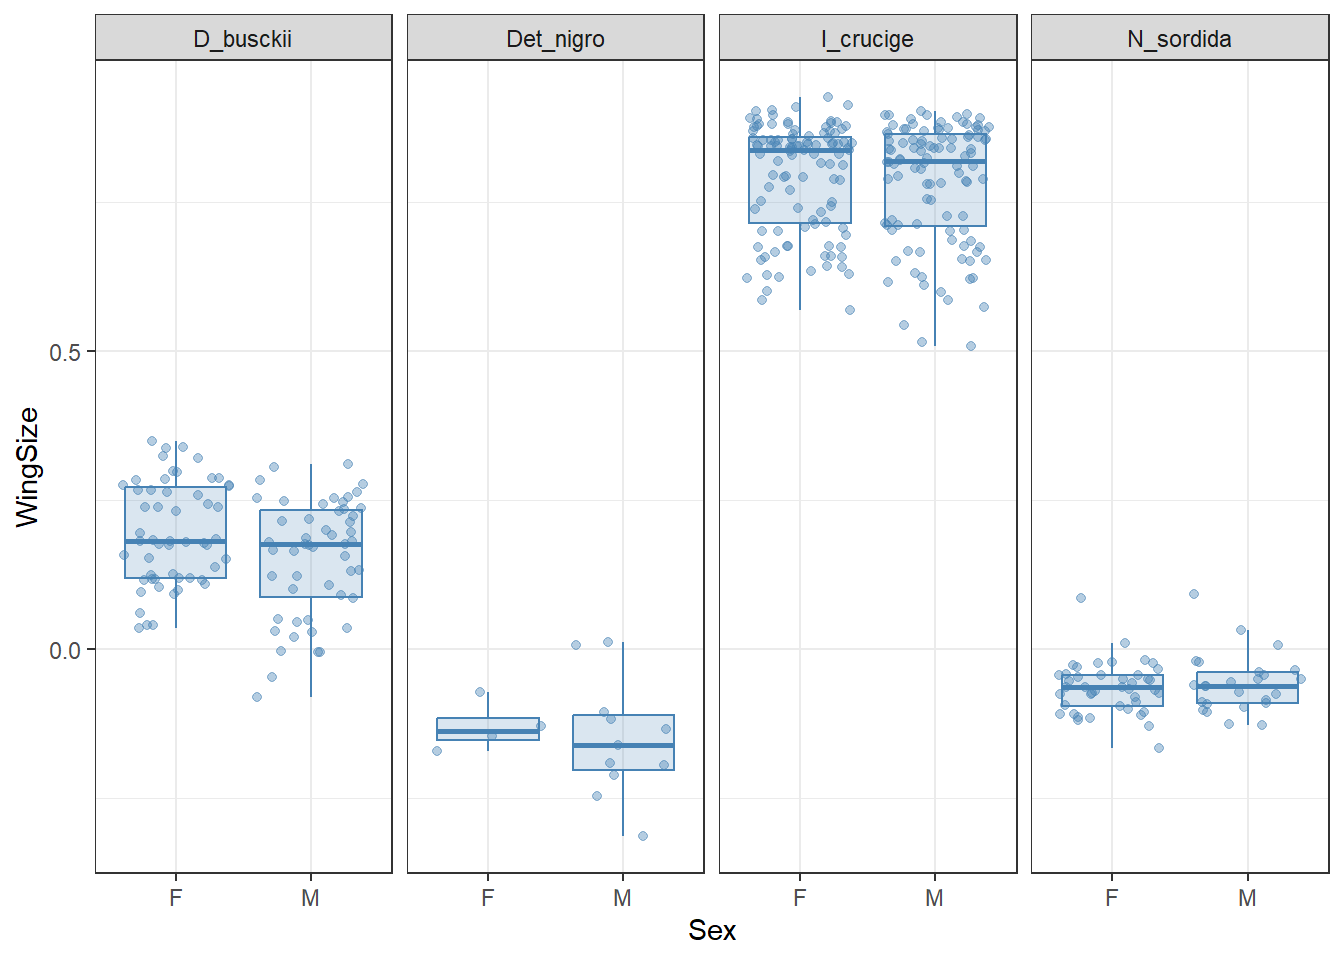 D_busckii
Det_nigro
I_crucige
N_sordida
WingSize
0.5
0.0
F
M
F
M
F
M
F
M
Sex